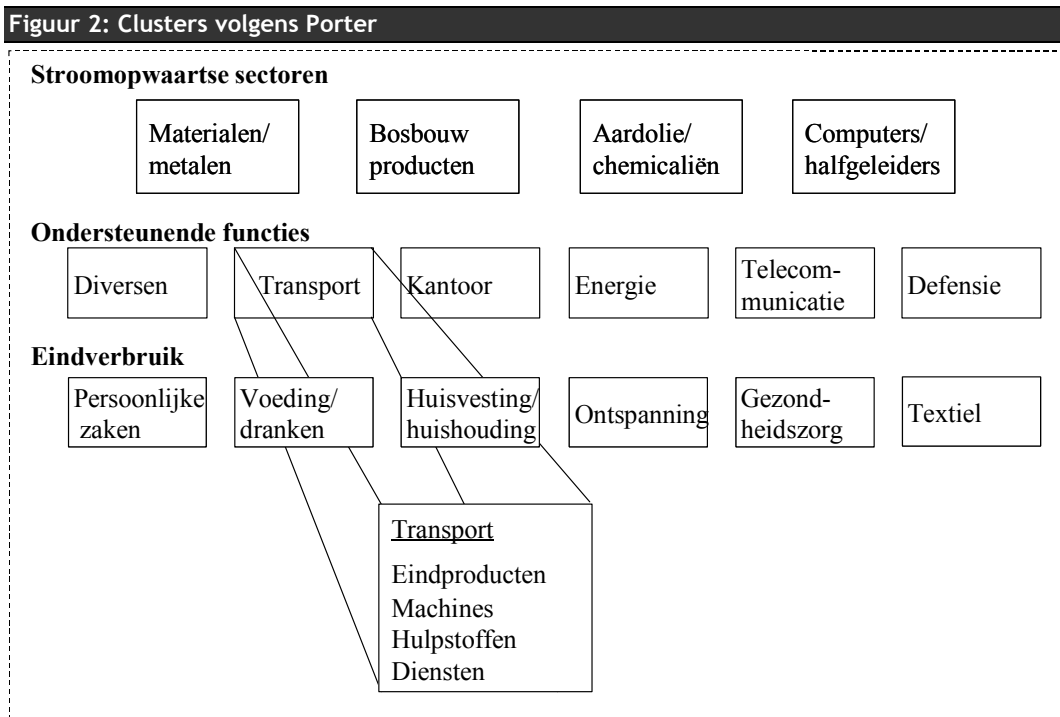 Figuur 2: Clusters volgens Porter
Stroomopwaartse sectoren
Materialen/
metalen
Bosbouw
producten
Aardolie/
chemicaliën
Computers/
halfgeleiders
Ondersteunende functies
Diversen
Transport
Kantoor
Energie
Telecom-
municatie
Defensie
Eindverbruik
Persoonlijke
zaken
Voeding/
dranken
Huisvesting/
huishouding
Ontspanning
Gezond-
heidszorg
Textiel
Transport
Eindproducten
Machines
Hulpstoffen
Diensten